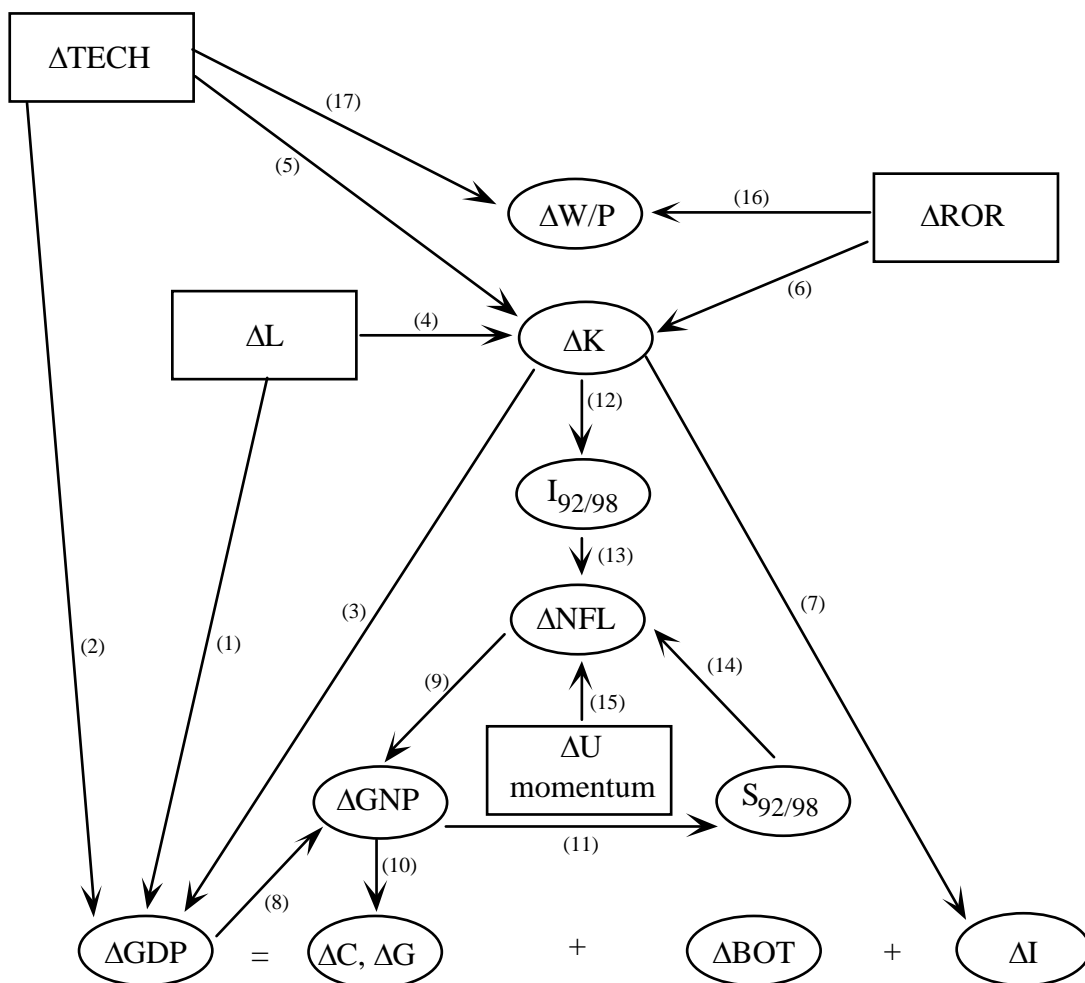 ΔTECH
(17)
(5)
ΔW/P
(16)
ΔROR
(6)
ΔL
(4)
ΔK
(12)
I92/98
(13)
(3)
(7)
ΔNFL
(2)
(1)
(14)
(9)
(15)
ΔU
momentum
ΔGNP
S92/98
(11)
(10)
(8)
ΔGDP = ΔC, ΔG + ΔBOT + ΔI